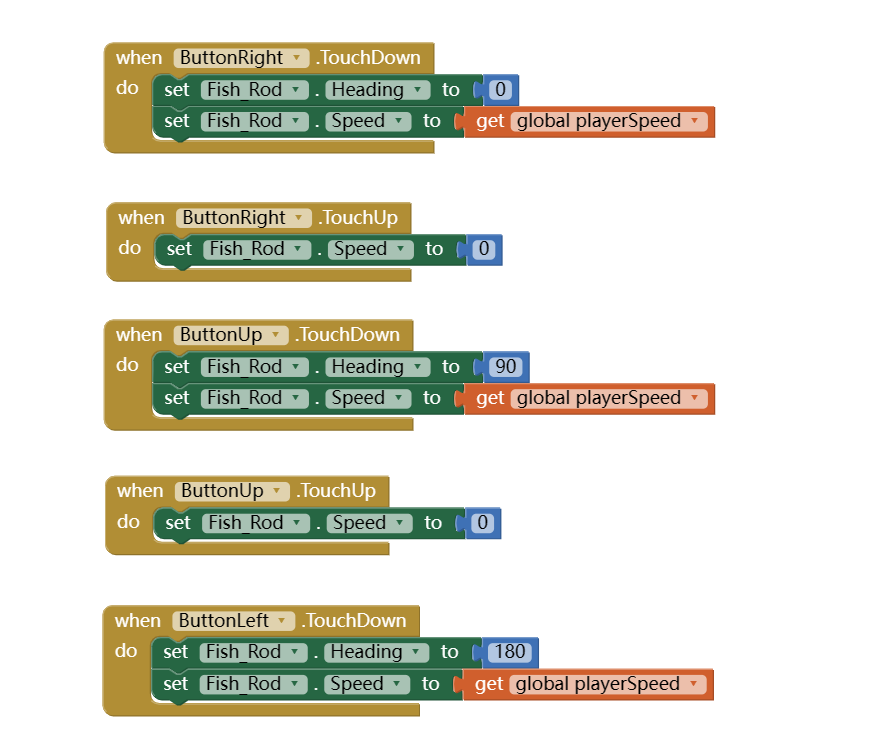 when ButtonRight .TouchDown
do set Fish_Rod . Heading to 0
set Fish_Rod . Speed to get global playerSpeed
when ButtonRight .TouchUp
do set Fish_Rod . Speed to 0
when ButtonUp .TouchDown
do set Fish_Rod . Heading to 90
set Fish_Rod . Speed to get global playerSpeed
when ButtonUp .TouchUp
do set Fish_Rod . Speed to 0
when ButtonLeft .TouchDown
do set Fish_Rod . Heading to 180
set Fish_Rod . Speed to get global playerSpeed